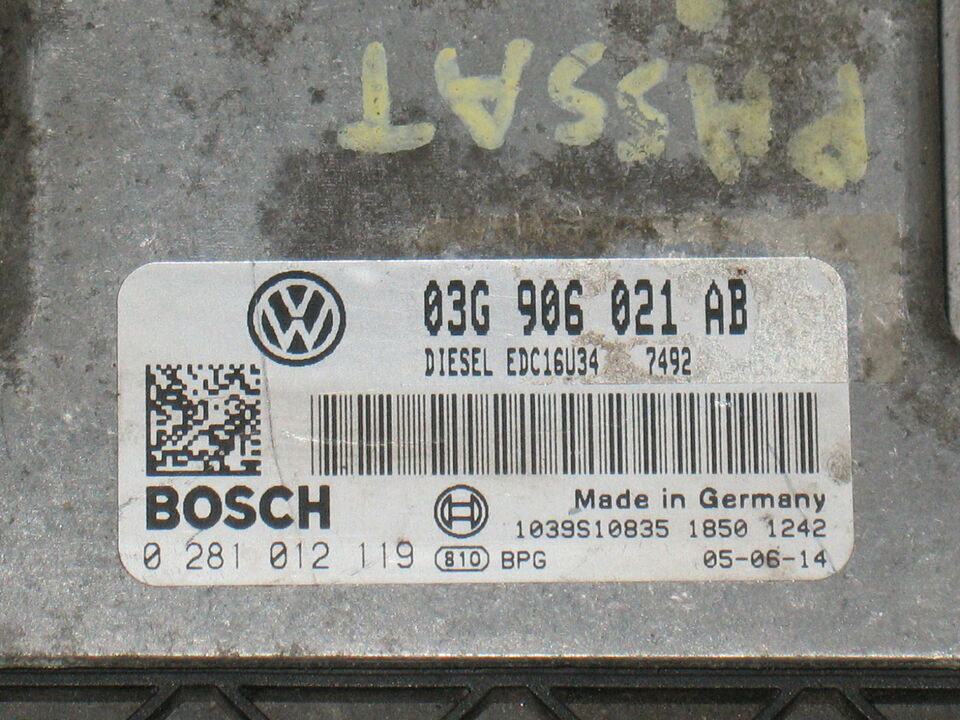 PASSAT
03G 906 021 AB
DIESEL EDC16U34 7492
BOSCH
Made in Germany
1039S10835 1850 1242
0 281 012 119 810 BPG 05-06-14